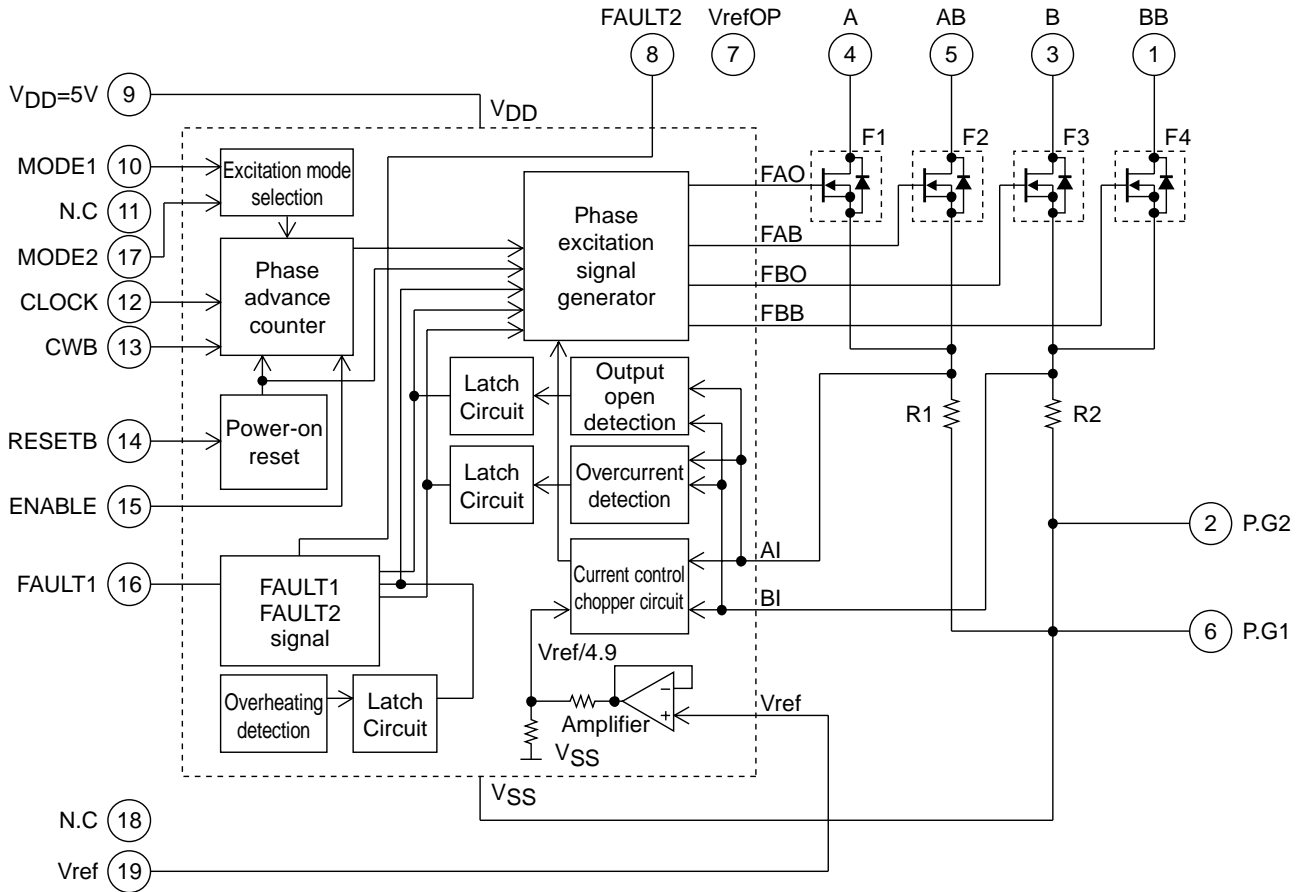 FAULT2 VrefOP A AB B BB
8 7 4 5 3 1
VDD=5V 9
VDD
MODE1 10
Excitation mode
selection
N.C 11
MODE2 17
CLOCK 12
CWB 13
Phase
advance
counter
Phase
excitation
signal
generator
FAO
FAB
FBO
FBB
F1 F2 F3 F4
RESETB 14
Power-on
reset
ENABLE 15
Latch
Circuit
Output
open
detection
Latch
Circuit
Overcurrent
detection
R1 R2
2 P.G2
6 P.G1
FAULT1 16
FAULT1
FAULT2
signal
Current control
chopper circuit
AI
BI
Overheating
detection
Latch
Circuit
Vref/4.9
–
+
Amplifier
Vref
VSS
VSS
N.C 18
Vref 19